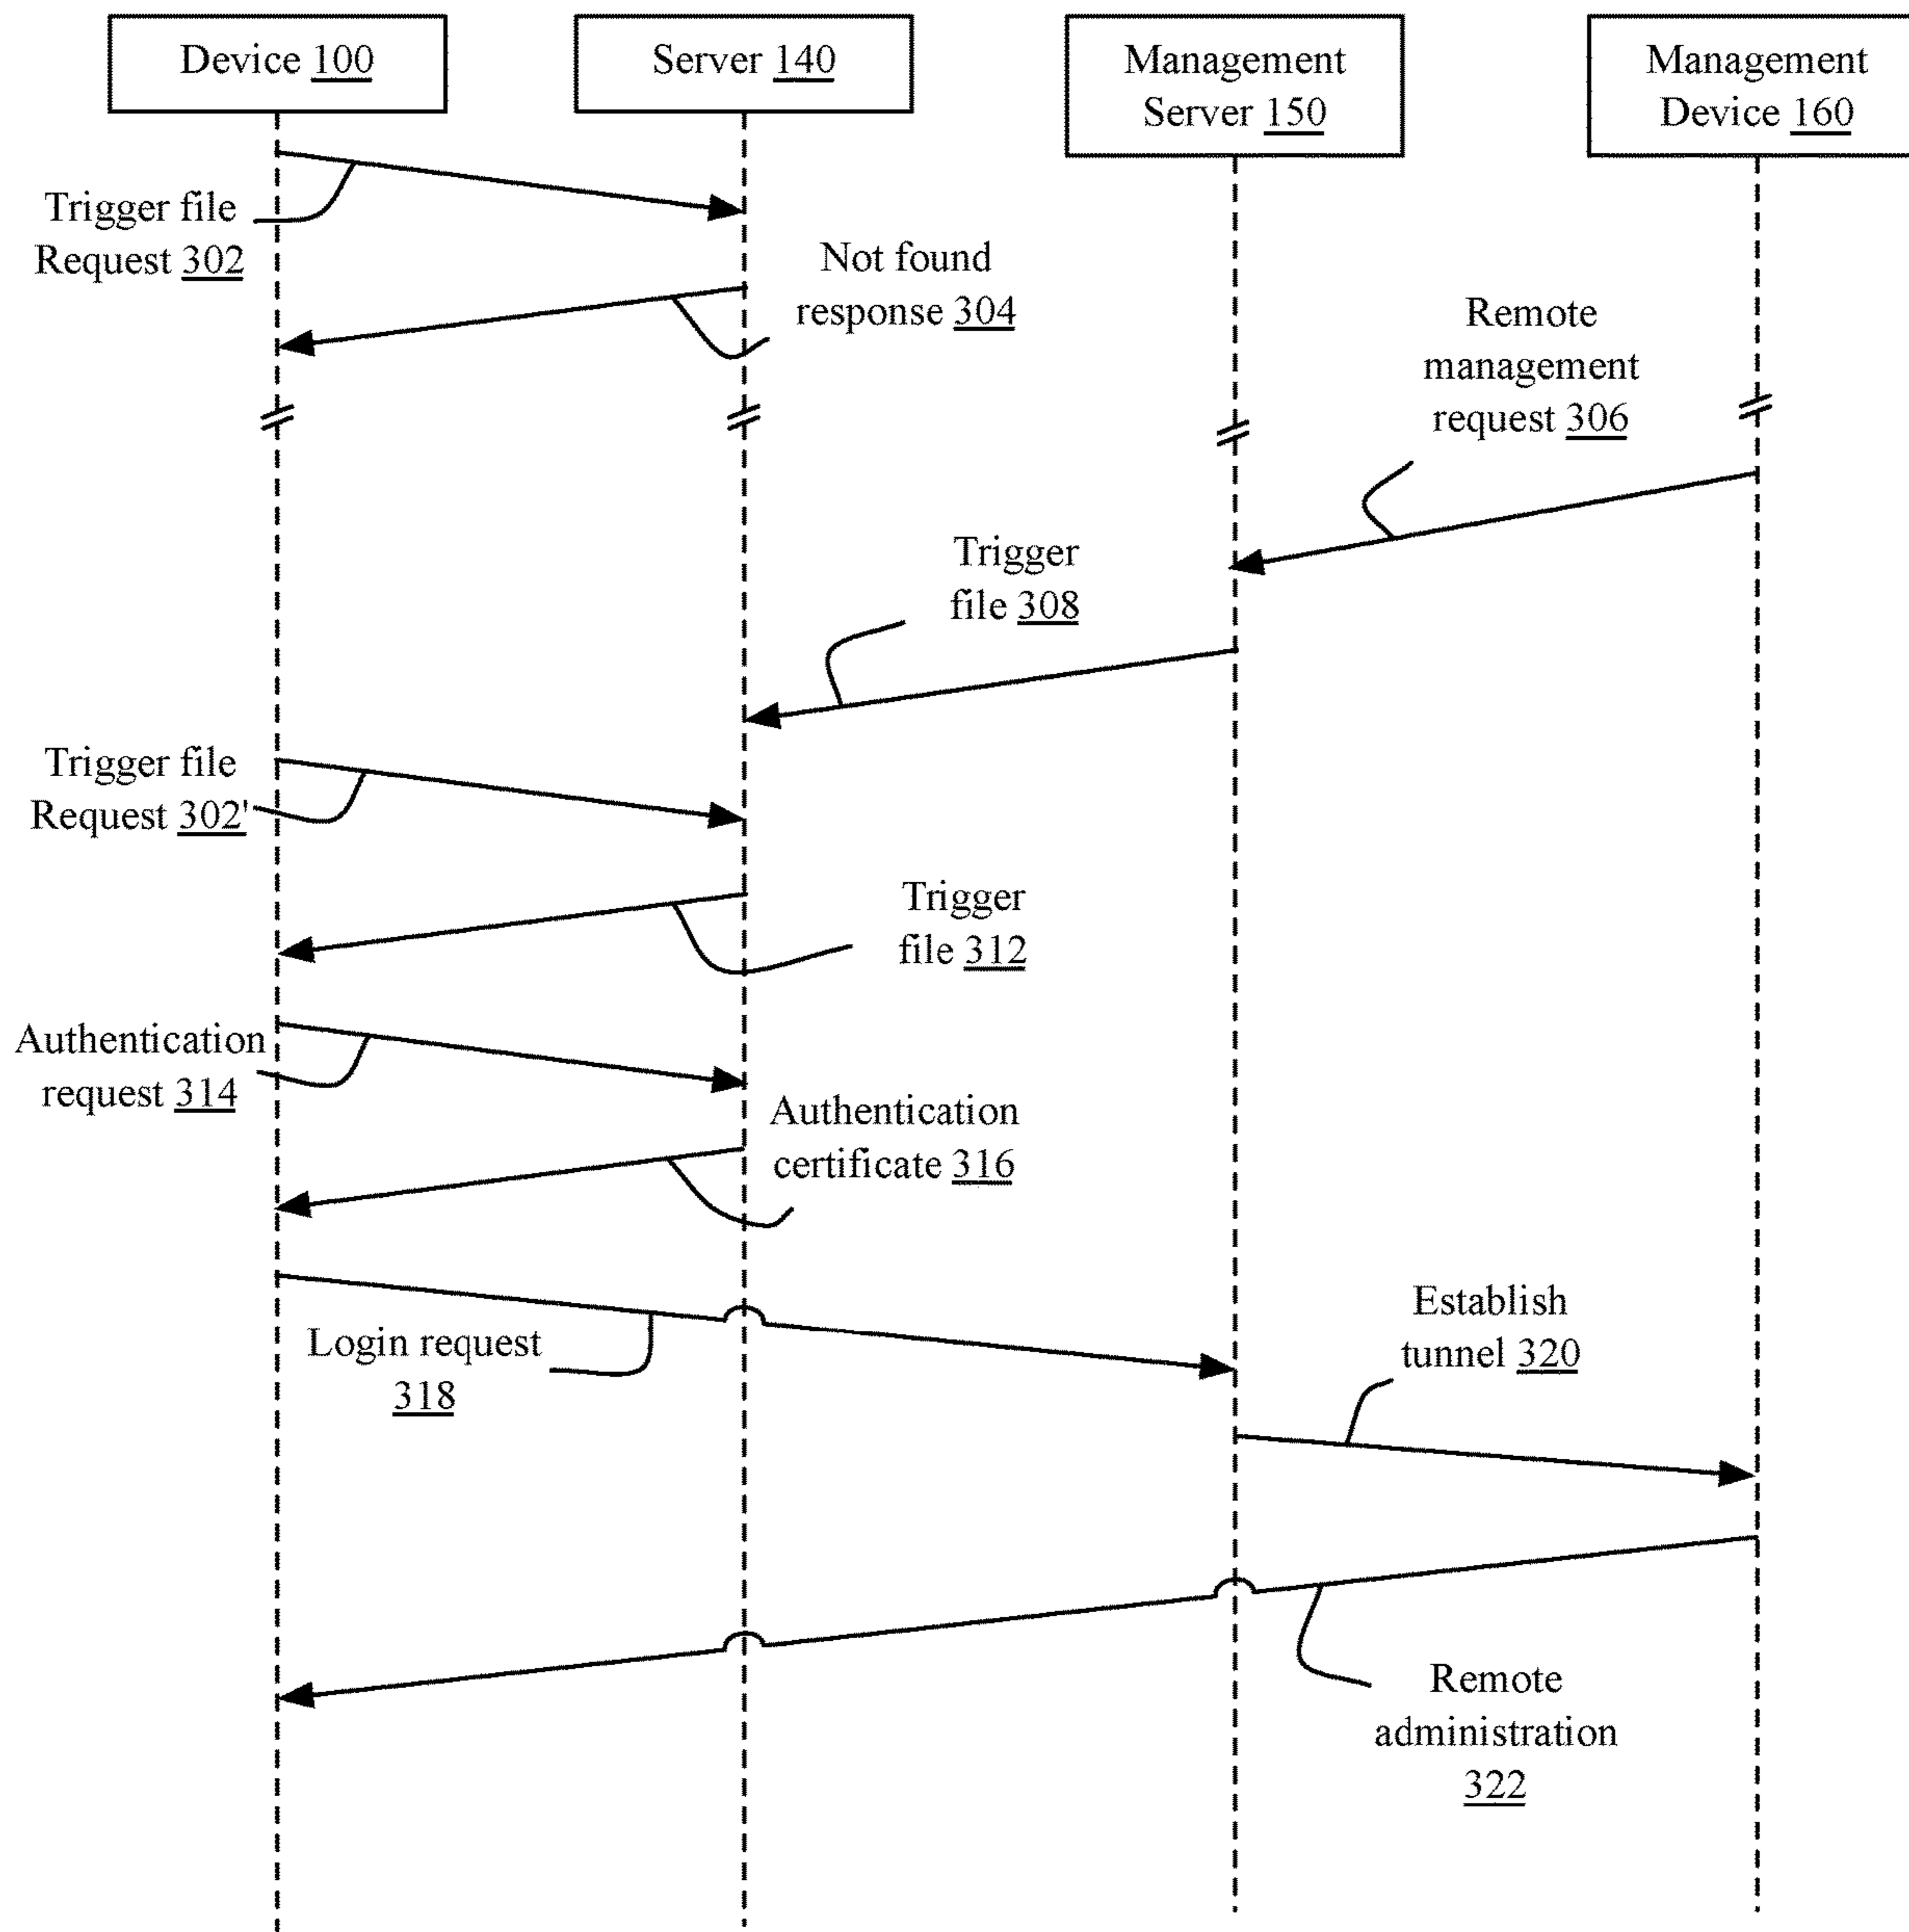 Device 100
Server 140
Management
Server 150
Management
Device 160
Trigger file
Request 302
Not found
response 304
Remote
management
request 306
Trigger
file 308
Trigger file
Request 302'
Trigger
file 312
Authentication
request 314
Authentication
certificate 316
Login request
318
Establish
tunnel 320
Remote
administration
322